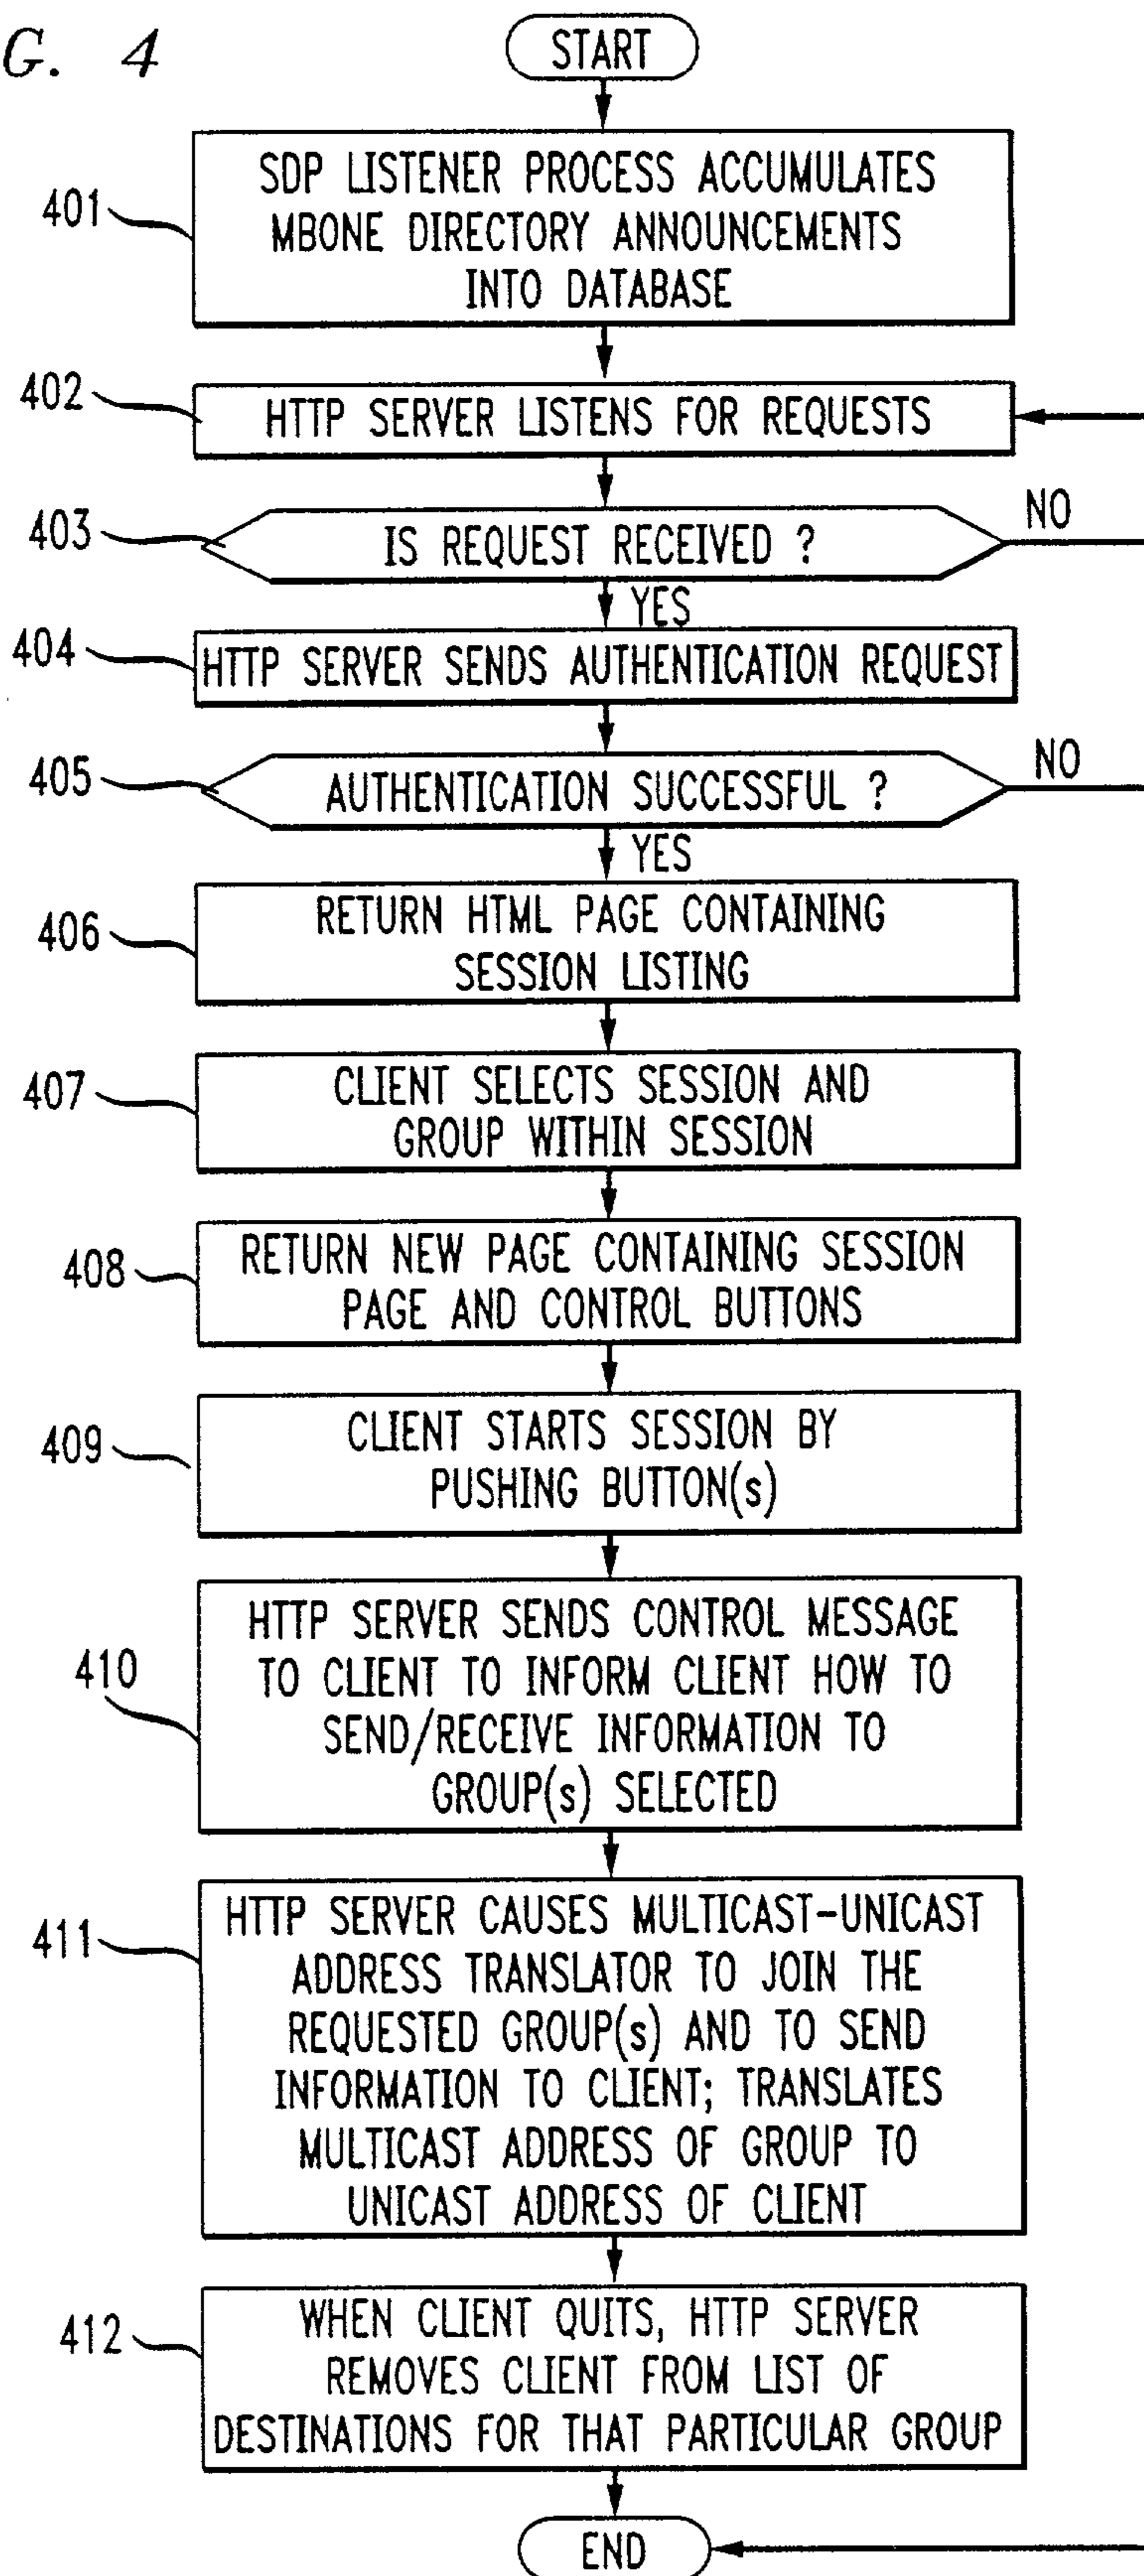 G. 4
START
401
SDP LISTENER PROCESS ACCUMULATES
MBONE DIRECTORY ANNOUNCEMENTS
INTO DATABASE
402
HTTP SERVER LISTENS FOR REQUESTS
403
IS REQUEST RECEIVED ?
NO
YES
404
HTTP SERVER SENDS AUTHENTICATION REQUEST
405
AUTHENTICATION SUCCESSFUL ?
NO
YES
406
RETURN HTML PAGE CONTAINING
SESSION LISTING
407
CLIENT SELECTS SESSION AND
GROUP WITHIN SESSION
408
RETURN NEW PAGE CONTAINING SESSION
PAGE AND CONTROL BUTTONS
409
CLIENT STARTS SESSION BY
PUSHING BUTTON(s)
410
HTTP SERVER SENDS CONTROL MESSAGE
TO CLIENT TO INFORM CLIENT HOW TO
SEND/RECEIVE INFORMATION TO
GROUP(s) SELECTED
411
HTTP SERVER CAUSES MULTICAST-UNICAST
ADDRESS TRANSLATOR TO JOIN THE
REQUESTED GROUP(s) AND TO SEND
INFORMATION TO CLIENT; TRANSLATES
MULTICAST ADDRESS OF GROUP TO
UNICAST ADDRESS OF CLIENT
412
WHEN CLIENT QUITS, HTTP SERVER
REMOVES CLIENT FROM LIST OF
DESTINATIONS FOR THAT PARTICULAR GROUP
END